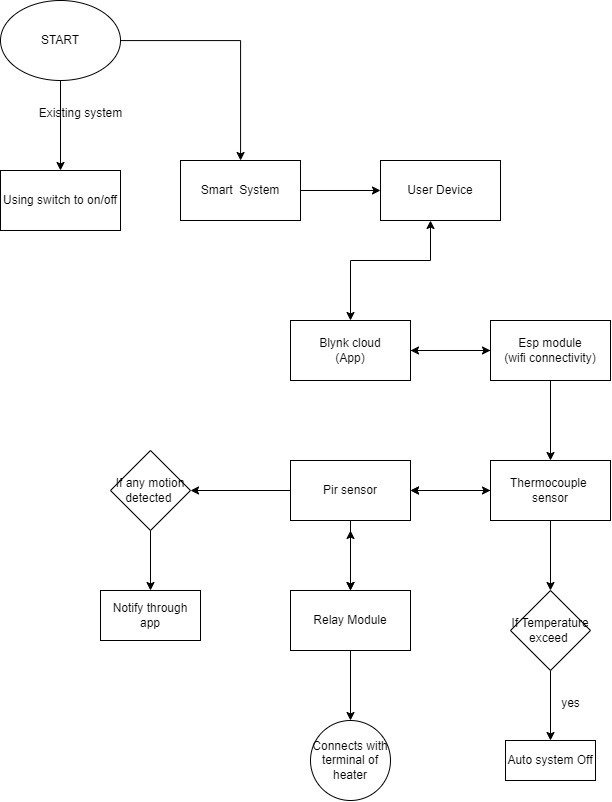 START
Existing system
Using switch to on/off
Smart System
User Device
Blynk cloud
(App)
Esp module
(wifi connectivity)
If any motion
detected
Pir sensor
Thermocouple
sensor
Notify through
app
Relay Module
If Temperature
exceed
yes
Connects with
terminal of
heater
Auto system Off